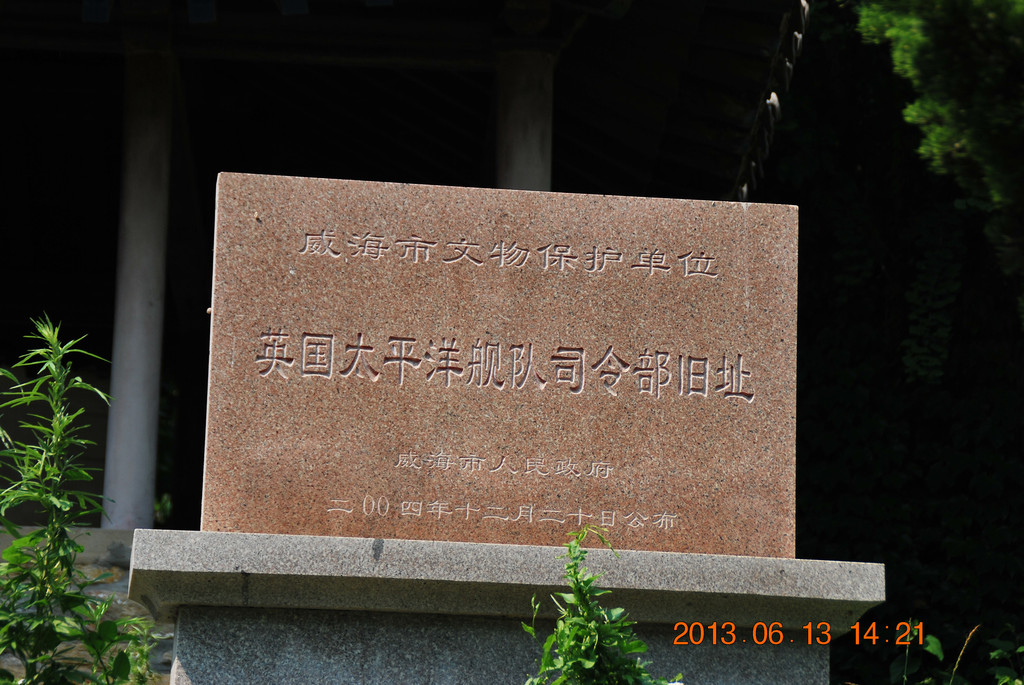 威海市文物保护单位
英国太平洋舰队司令部旧址
威海市人民政府
二00四年十二月二十日公布
2013.06.13 14:21